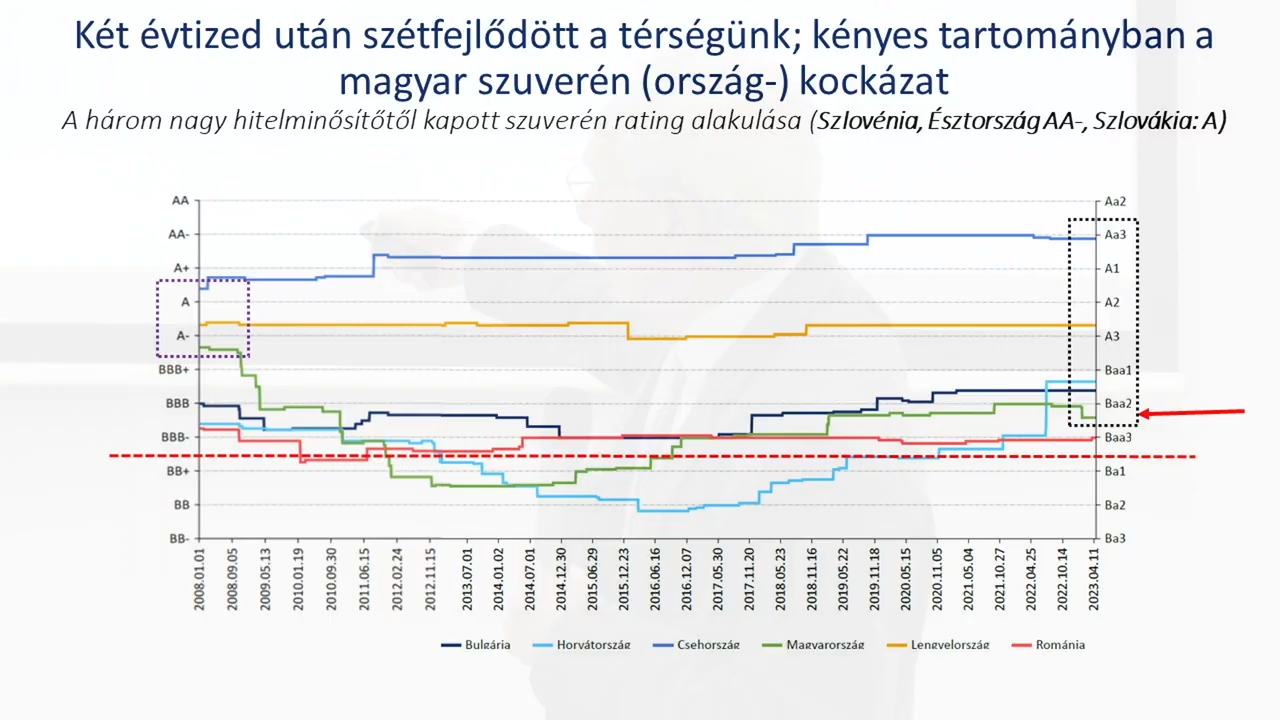 Két évtized után szétfejlődött a térségünk; kényes tartományban a
magyar szuverén (ország-) kockázat
A három nagy hitelminősítőtől kapott szuverén rating alakulása (Szlovénia, Észtország AA-, Szlovákia: A)
AA
AA-
A+
A
A-
BBB+
BBB
BBB-
BB+
BB
BB-
Aa2
Aa3
A1
A2
A3
Baa1
Baa2
Baa3
Ba1
Ba2
Ba3
2008.01.01
2008.09.05
2009.05.13
2010.01.19
2010.09.30
2011.06.15
2012.02.24
2012.11.15
2013.07.01
2014.01.02
2014.07.01
2014.12.30
2015.06.29
2015.12.23
2016.06.16
2016.12.07
2017.05.30
2017.11.20
2018.05.23
2018.11.16
2019.05.22
2019.11.18
2020.05.15
2020.11.05
2021.05.04
2021.10.27
2022.04.25
2022.10.14
2023.04.11
Bulgária
Horvátország
Csehország
Magyarország
Lengyelország
Románia